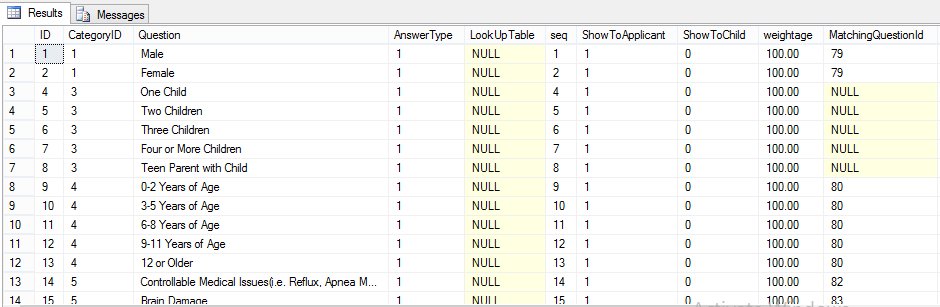 Results Messages
ID CategoryID Question AnswerType LookUpTable seq ShowToApplicant ShowToChild weightage MatchingQuestionId
1 1 1 Male 1 NULL 1 1 0 100.00 79
2 2 1 Female 1 NULL 2 1 0 100.00 79
3 4 3 One Child 1 NULL 4 1 0 100.00 NULL
4 5 3 Two Children 1 NULL 5 1 0 100.00 NULL
5 6 3 Three Children 1 NULL 6 1 0 100.00 NULL
6 7 3 Four or More Children 1 NULL 7 1 0 100.00 NULL
7 8 3 Teen Parent with Child 1 NULL 8 1 0 100.00 NULL
8 9 4 0-2 Years of Age 1 NULL 9 1 0 100.00 80
9 10 4 3-5 Years of Age 1 NULL 10 1 0 100.00 80
10 11 4 6-8 Years of Age 1 NULL 11 1 0 100.00 80
11 12 4 9-11 Years of Age 1 NULL 12 1 0 100.00 80
12 13 4 12 or Older 1 NULL 13 1 0 100.00 80
13 14 5 Controllable Medical Issues(i.e. Reflux, Apnea M... 1 NULL 14 1 0 100.00 82
14 15 5 Brain Damage 1 NULL 15 1 0 100.00 83